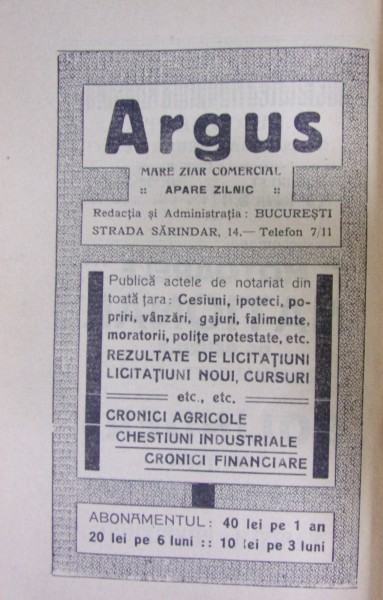 Argus
MARE ZIAR COMERCIAL
:: APARE ZILNIC ::
Redacția și Administrația : BUCUREȘTI
STRADA SĂRINDAR, 14.— Telefon 7/11
Publică actele de notariat din
toată țara : Cesiuni, ipoteci, po-
priri, vânzări, gajuri, falimente,
moratorii, polițe protestate, etc.
REZULTATE DE LICITAȚIUNI
LICITAȚIUNI NOUI, CURSURI
etc., etc.
CRONICI AGRICOLE
CHESTIUNI INDUSTRIALE
CRONICI FINANCIARE
ABONAMENTUL : 40 lei pe 1 an
20 lei pe 6 luni :: 10 lei pe 3 luni